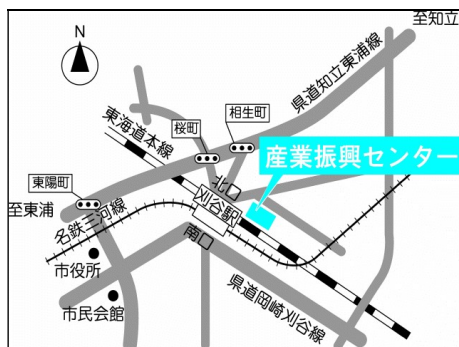 至知立
N
県道知立東浦線
相生町
桜町
東海道本線
北
産業振興センター
東陽町
刈谷駅
至東浦
名鉄三河線
南
市役所
市民会館
県道岡崎刈谷線